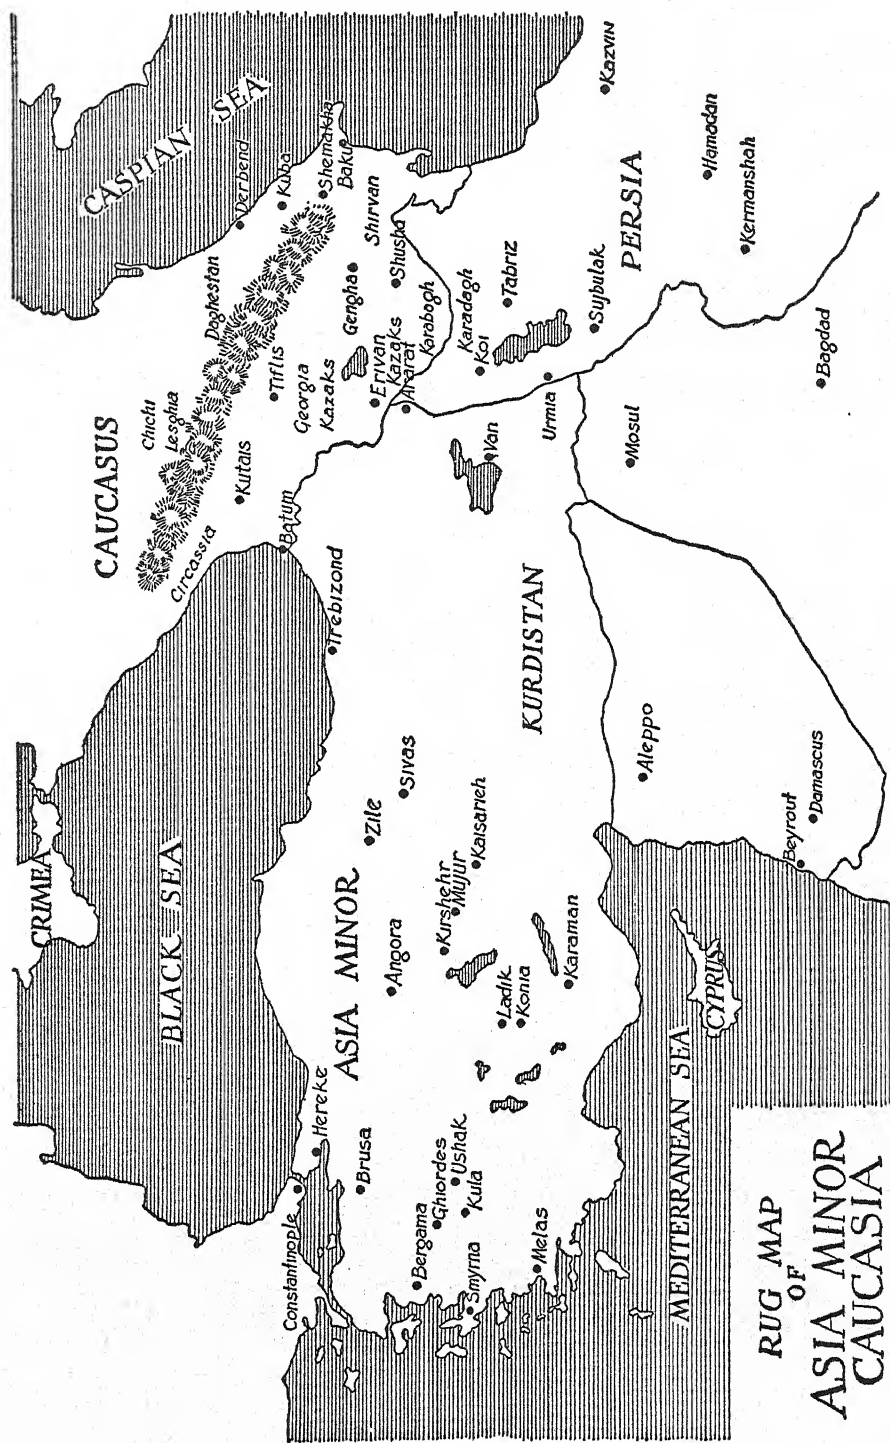 RUG MAP
OF
ASIA MINOR
CAUCASIA
CRIMEA
BLACK SEA
CAUCASUS
CASPIAN SEA
Circassia
Chichi
Lesghia
Daghestan
Derbend
Kuba
Shemakha
Baku
Kutais
Tiflis
Batum
Georgia
Kazaks
Gengha
Shirvan
Erivan
Kazaks
Ararat
Shusha
Karabagh
Trebizond
Constantinople
Hereke
Brusa
ASIA MINOR
Angora
Zile
Sivas
Bergama
Ghiordes
Ushak
Kula
Smyrna
Melas
Kirshehr
Mujur
Kaisarieh
Ladik
Konia
Karaman
KURDISTAN
Van
Karadagh
Koi
Tabriz
Urmia
Sujbulak
PERSIA
Kazvin
Hamadan
Kermanshah
Mosul
Bagdad
Aleppo
Beyrout
Damascus
CYPRUS
MEDITERRANEAN SEA